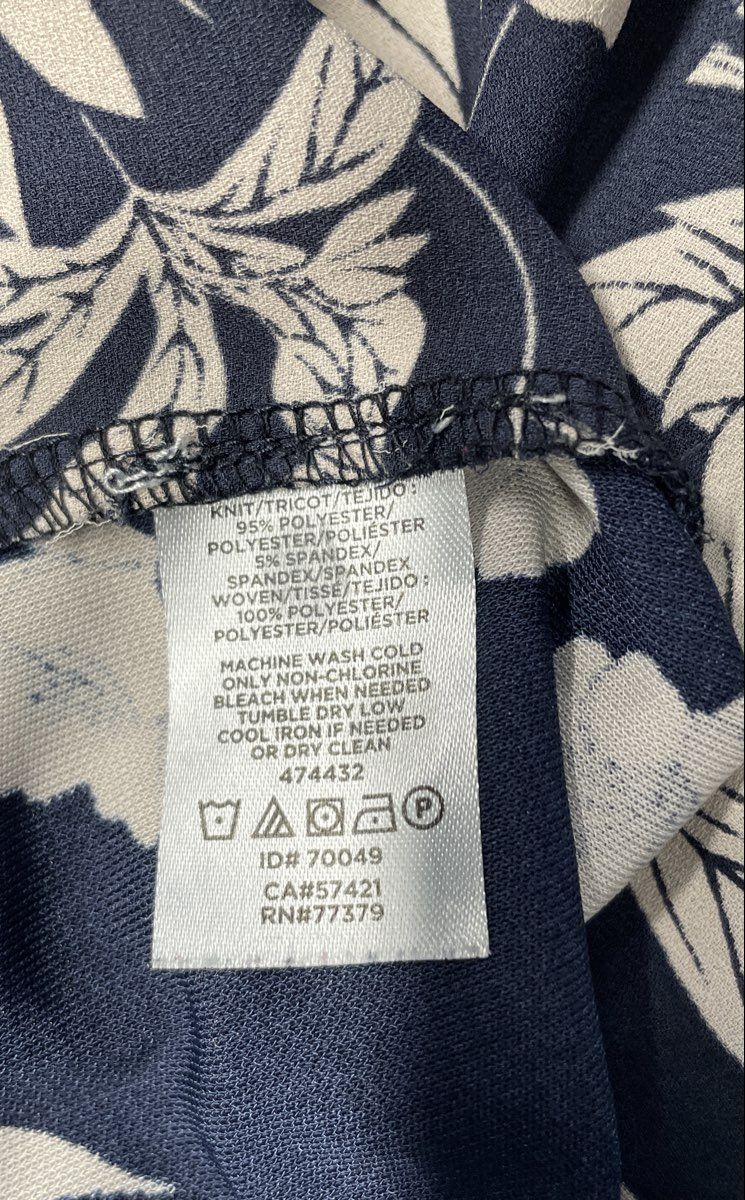 KNIT/TRICOT/TEJIDO :
95% POLYESTER/
POLYESTER/POLIÉSTER
5% SPANDEX/
SPANDEX/SPANDEX
WOVEN/TISSÉ/TEJIDO :
100% POLYESTER/
POLYESTER/POLIÉSTER
MACHINE WASH COLD
ONLY NON-CHLORINE
BLEACH WHEN NEEDED
TUMBLE DRY LOW
COOL IRON IF NEEDED
OR DRY CLEAN
474432
P
ID# 70049
CA#57421
RN#77379